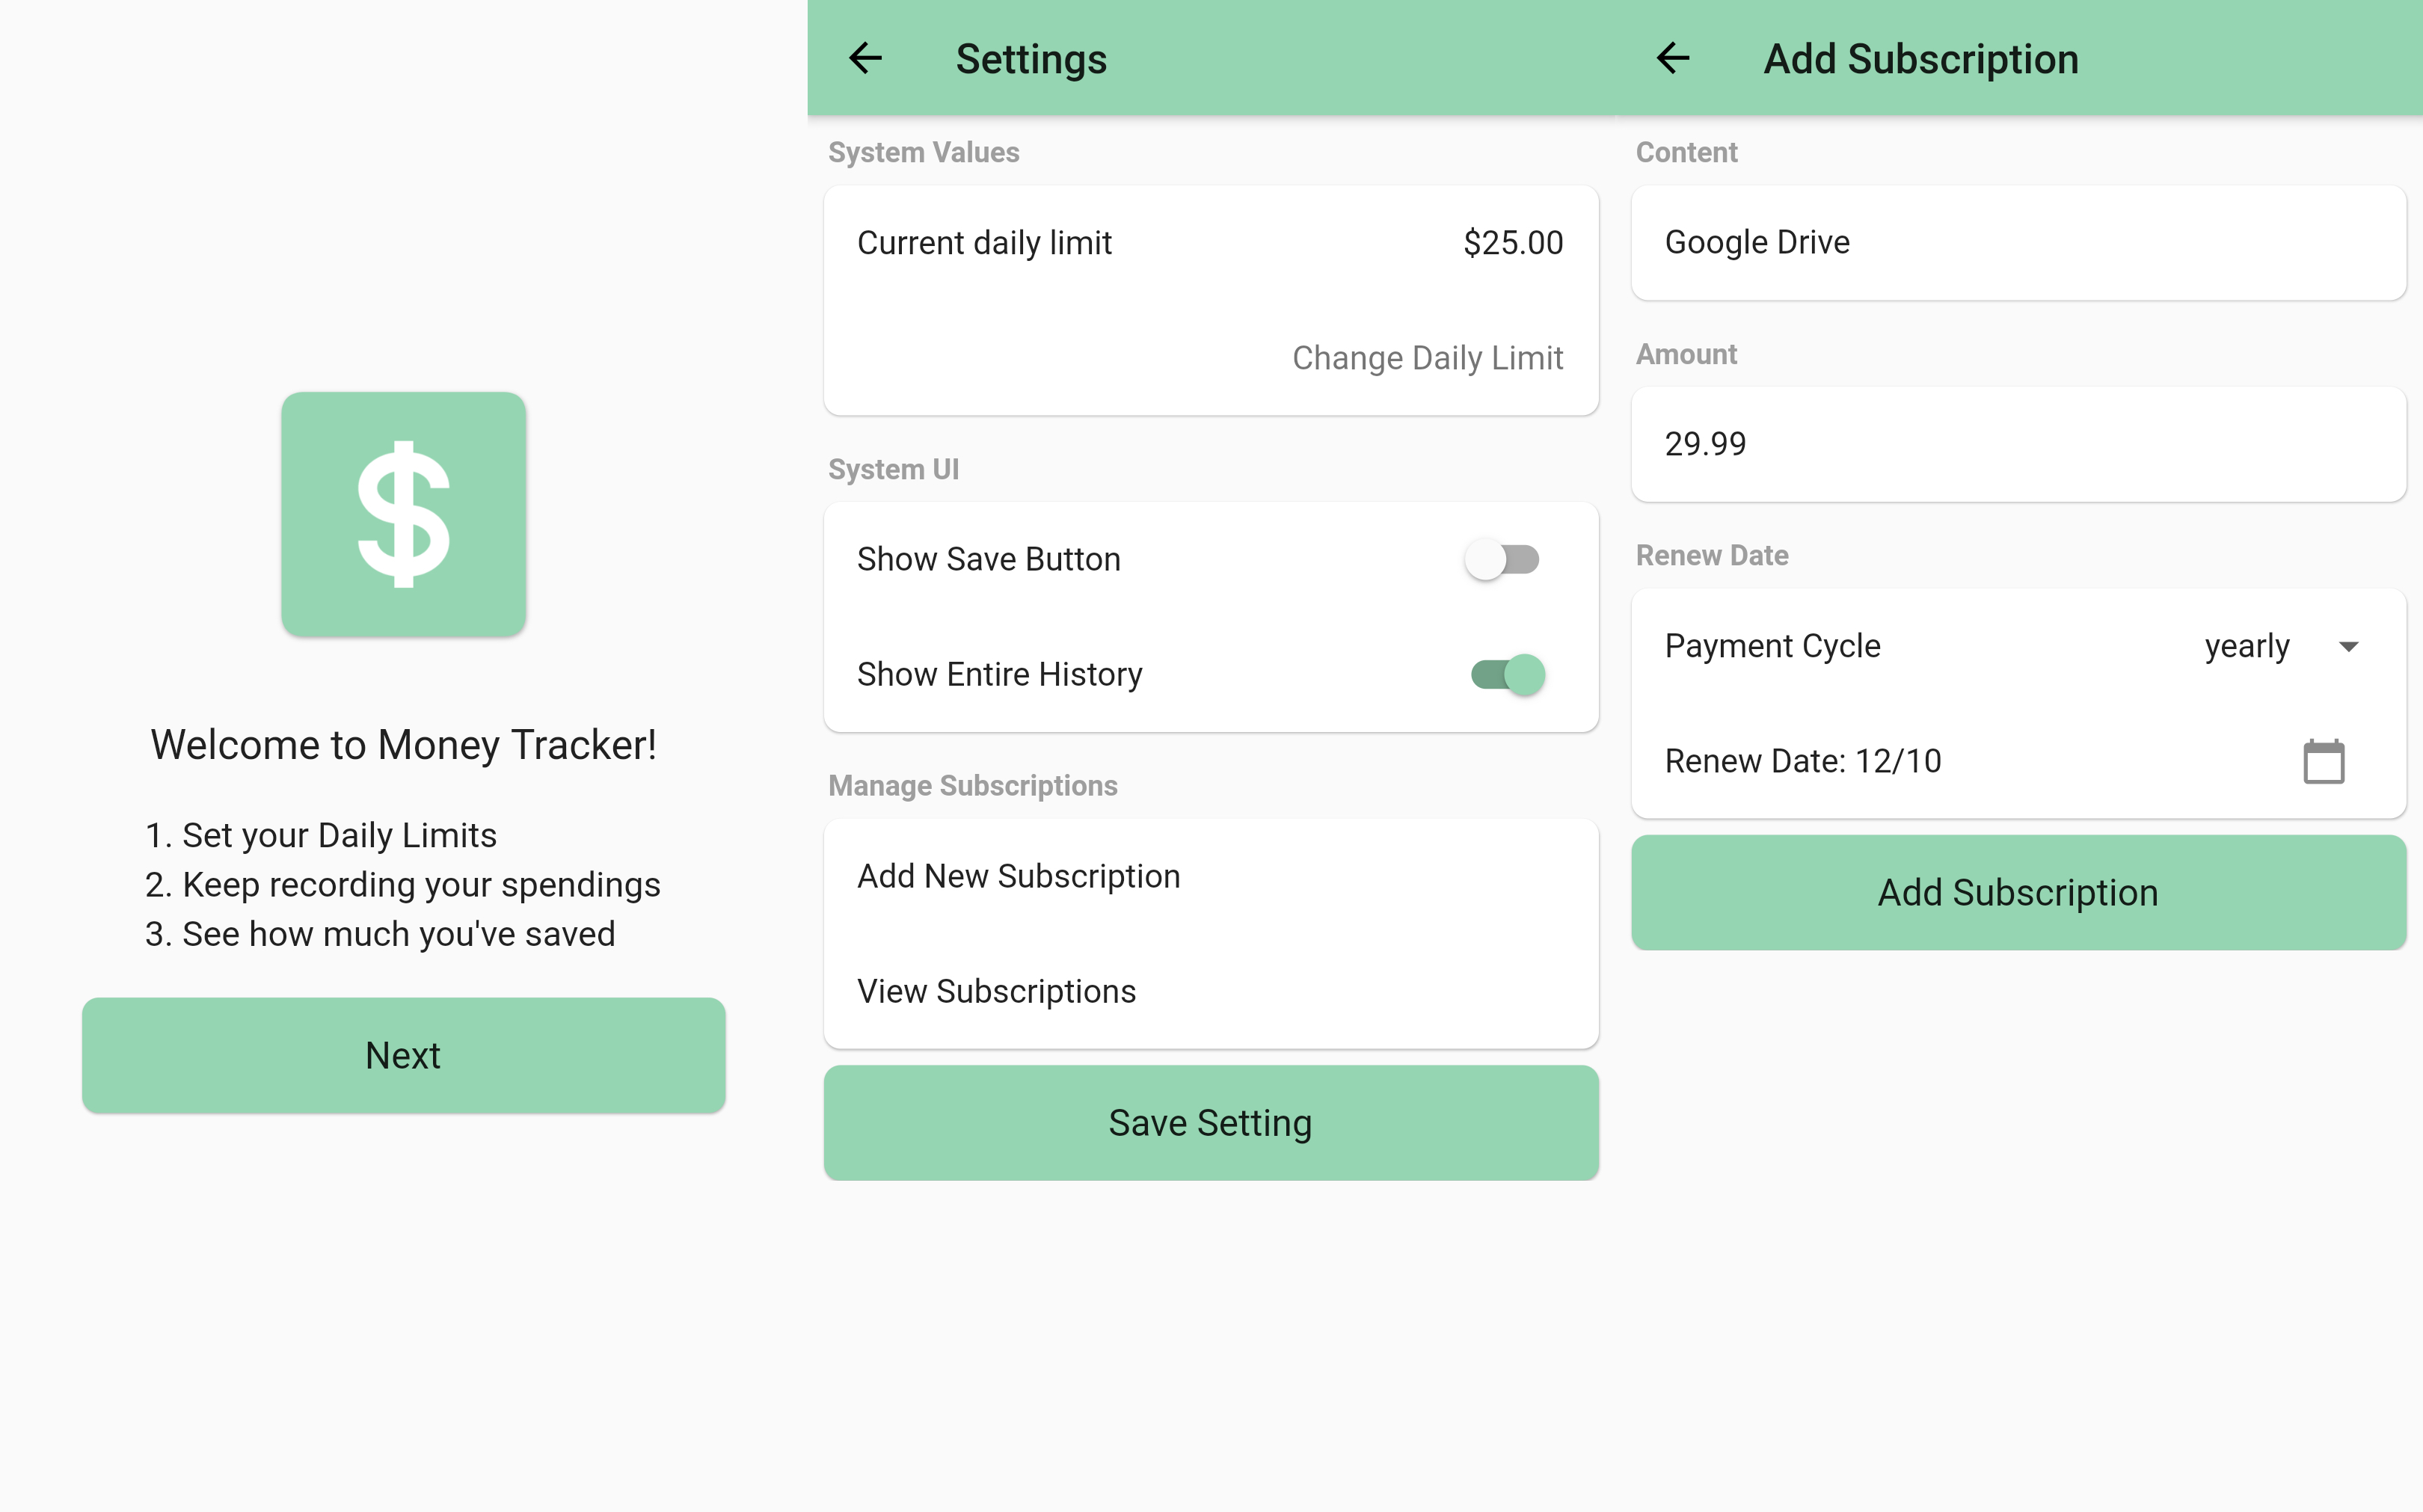 $
Welcome to Money Tracker!
1. Set your Daily Limits
2. Keep recording your spendings
3. See how much you've saved
Next
Settings
System Values
Current daily limit $25.00
Change Daily Limit
System UI
Show Save Button
Show Entire History
Manage Subscriptions
Add New Subscription
View Subscriptions
Save Setting
Add Subscription
Content
Google Drive
Amount
29.99
Renew Date
Payment Cycle yearly
Renew Date: 12/10
Add Subscription